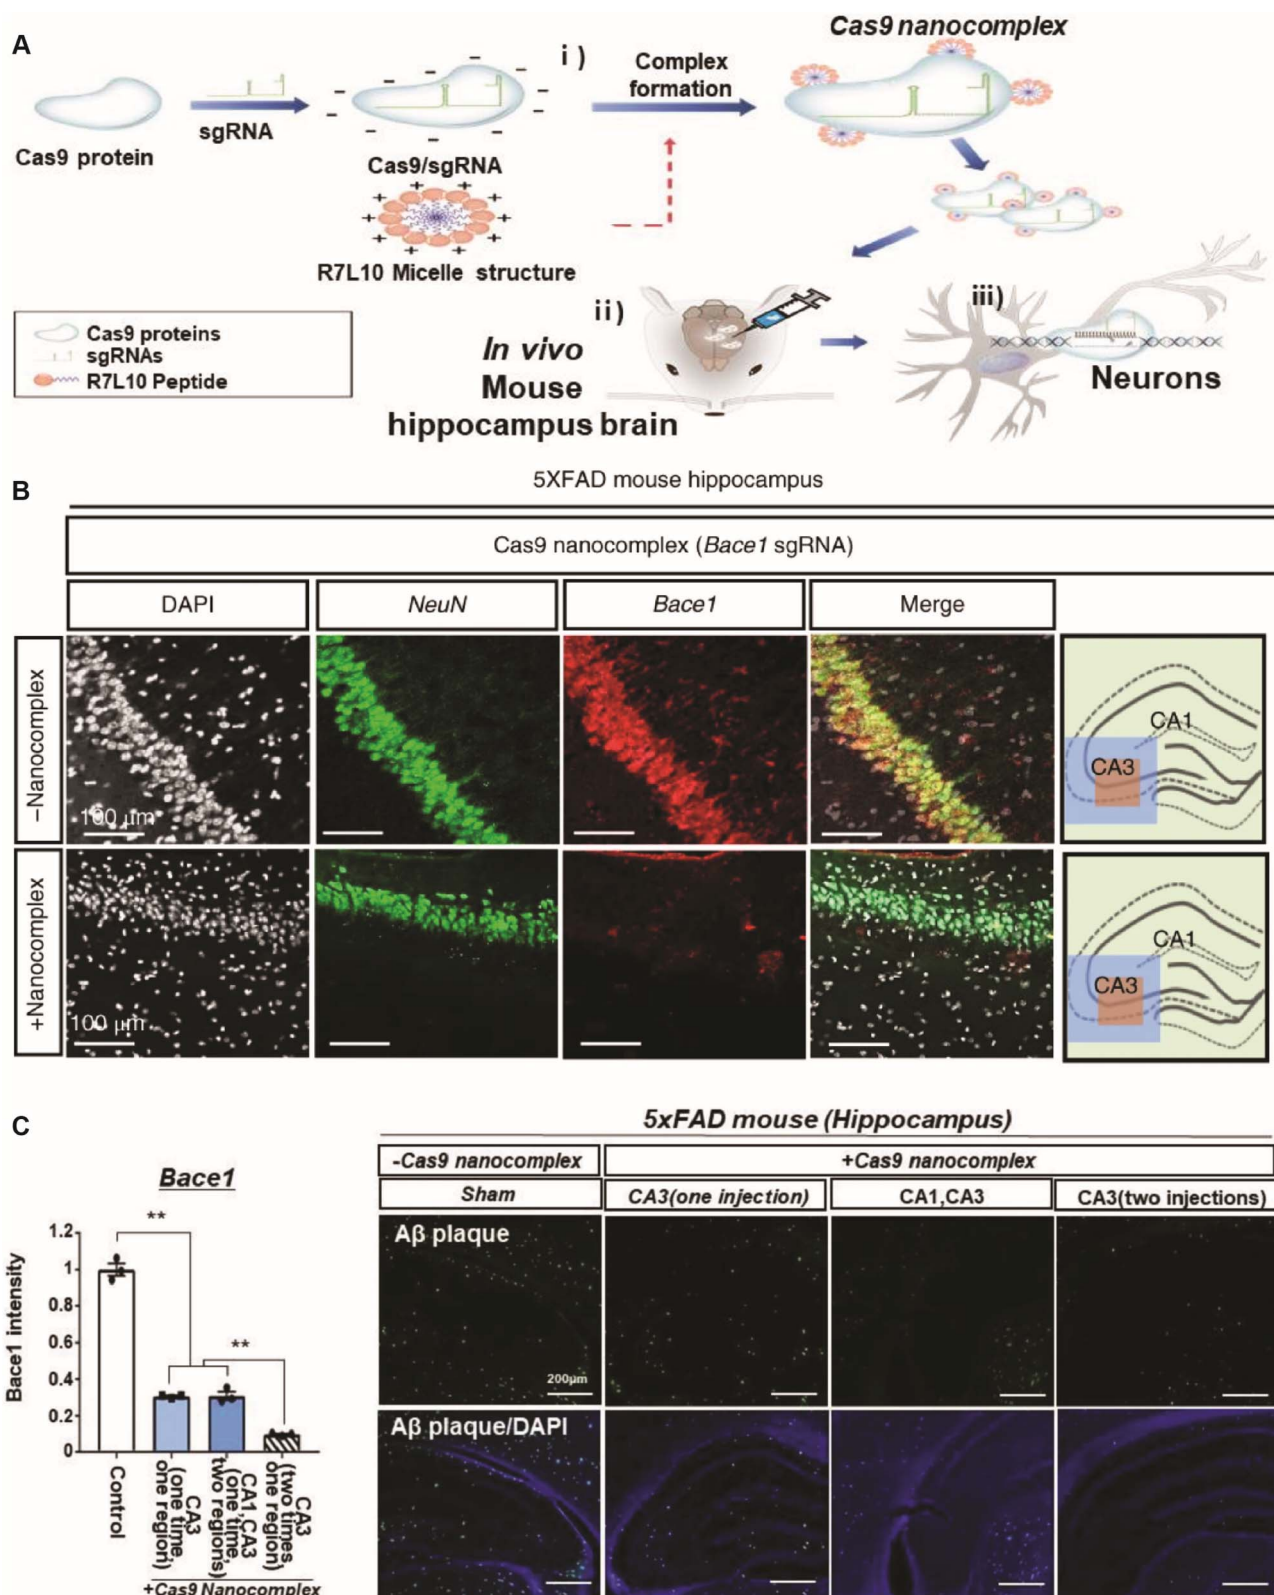 A
Cas9 nanocomplex
i )
Complex
formation
sgRNA
Cas9 protein
Cas9/sgRNA
R7L10 Micelle structure
Cas9 proteins
sgRNAs
R7L10 Peptide
ii )
iii )
In vivo
Mouse
hippocampus brain
Neurons
B
5XFAD mouse hippocampus
Cas9 nanocomplex (Bace1 sgRNA)
DAPI
NeuN
Bace1
Merge
–Nanocomplex
100 μm
CA1
CA3
+Nanocomplex
100 μm
CA1
CA3
C
5xFAD mouse (Hippocampus)
-Cas9 nanocomplex
+Cas9 nanocomplex
Sham
CA3(one injection)
CA1,CA3
CA3(two injections)
Bace1
**
**
Bace1 intensity
1.2
1
0.8
0.6
0.4
0.2
0
Control
CA3
(one time,
one region)
CA1,CA3
(one time,
two regions)
CA3
(two times,
one region)
+Cas9 Nanocomplex
Aβ plaque
200μm
Aβ plaque/DAPI